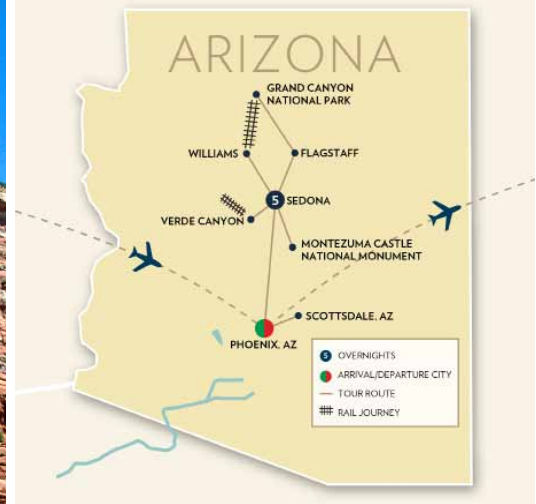 ARIZONA
GRAND CANYON
NATIONAL PARK
WILLIAMS
FLAGSTAFF
5
SEDONA
VERDE CANYON
MONTEZUMA CASTLE
NATIONAL MONUMENT
SCOTTSDALE, AZ
PHOENIX, AZ
5 OVERNIGHTS
ARRIVAL/DEPARTURE CITY
TOUR ROUTE
RAIL JOURNEY